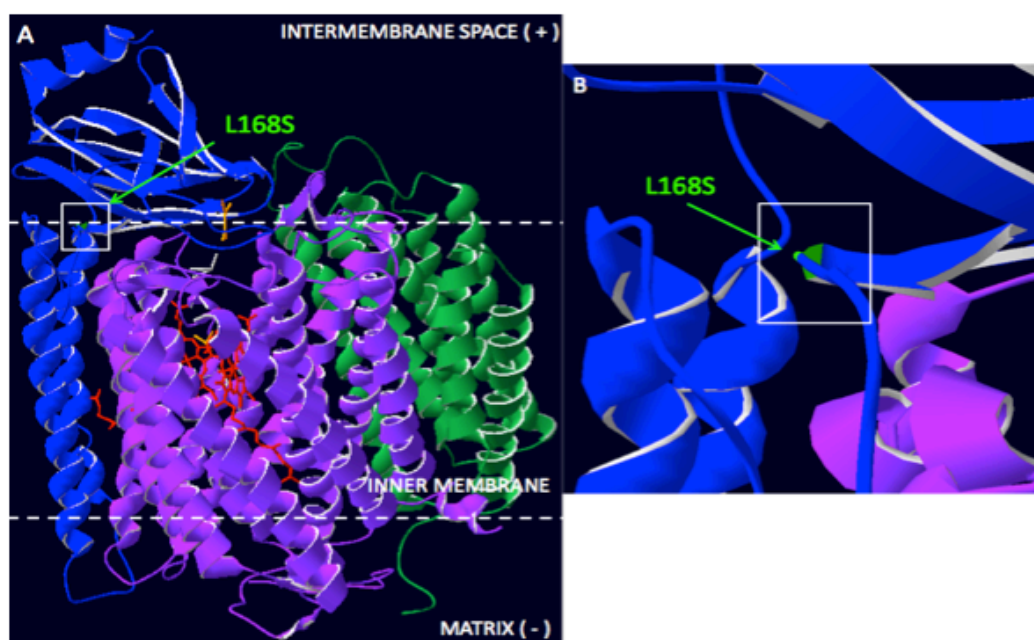 A
INTERMEMBRANE SPACE ( + )
L168S
INNER MEMBRANE
MATRIX ( - )
B
L168S